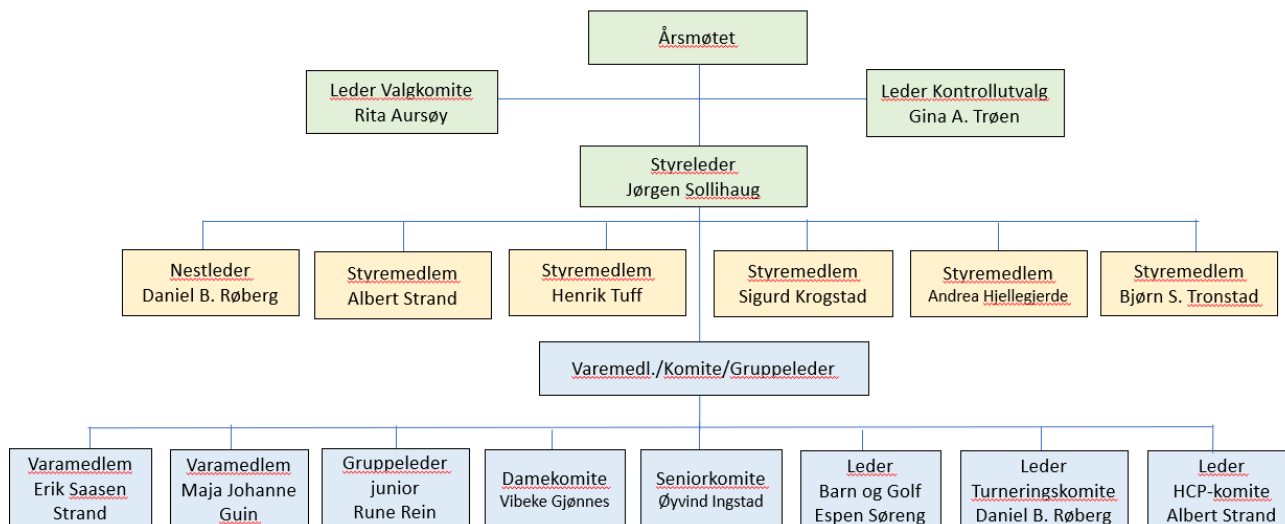 Årsmøtet
Leder Valgkomite
Rita Aursøy
Leder Kontrollutvalg
Gina A. Trøen
Styreleder
Jørgen Sollihaug
Nestleder
Daniel B. Røberg
Styremedlem
Albert Strand
Styremedlem
Henrik Tuff
Styremedlem
Sigurd Krogstad
Styremedlem
Andrea Hjellegjerde
Styremedlem
Bjørn S. Tronstad
Varemedl./Komite/Gruppeleder
Varamedlem
Erik Saasen
Strand
Varamedlem
Maja Johanne
Guin
Gruppeleder
junior
Rune Rein
Damekomite
Vibeke Gjønnes
Seniorkomite
Øyvind Ingstad
Leder
Barn og Golf
Espen Søreng
Leder
Turneringskomite
Daniel B. Røberg
Leder
HCP-komite
Albert Strand